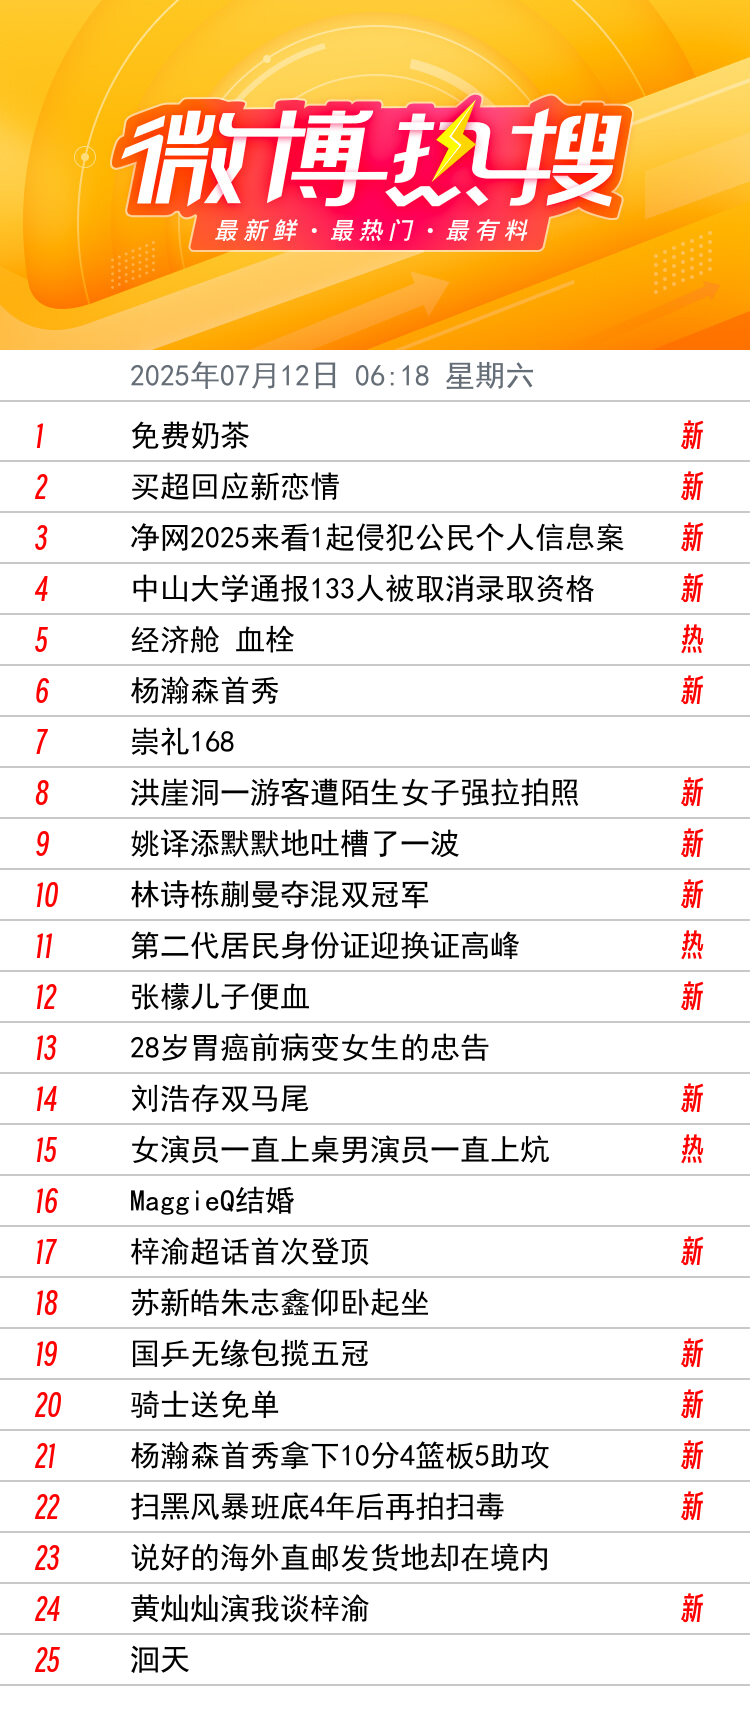 微博热搜
最新鲜·最热门·最有料
2025年07月12日 06:18 星期六
1 免费奶茶 新
2 买超回应新恋情 新
3 净网2025来看1起侵犯公民个人信息案 新
4 中山大学通报133人被取消录取资格 新
5 经济舱 血栓 热
6 杨瀚森首秀 新
7 崇礼168
8 洪崖洞一游客遭陌生女子强拉拍照 新
9 姚译添默默地吐槽了一波 新
10 林诗栋蒯曼夺混双冠军 新
11 第二代居民身份证迎换证高峰 热
12 张檬儿子便血 新
13 28岁胃癌前病变女生的忠告
14 刘浩存双马尾 新
15 女演员一直上桌男演员一直上炕 热
16 MaggieQ结婚
17 梓渝超话首次登顶 新
18 苏新皓朱志鑫仰卧起坐
19 国乒无缘包揽五冠 新
20 骑士送免单 新
21 杨瀚森首秀拿下10分4篮板5助攻 新
22 扫黑风暴班底4年后再拍扫毒 新
23 说好的海外直邮发货地却在境内
24 黄灿灿演我谈梓渝 新
25 洄天